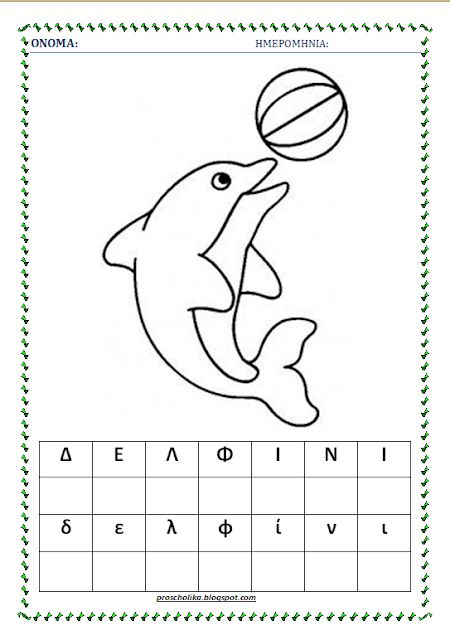 ΟΝΟΜΑ: ΗΜΕΡΟΜΗΝΙΑ:
Δ Ε Λ Φ Ι Ν Ι
δ ε λ φ ί ν ι
proscholika.blogspot.com